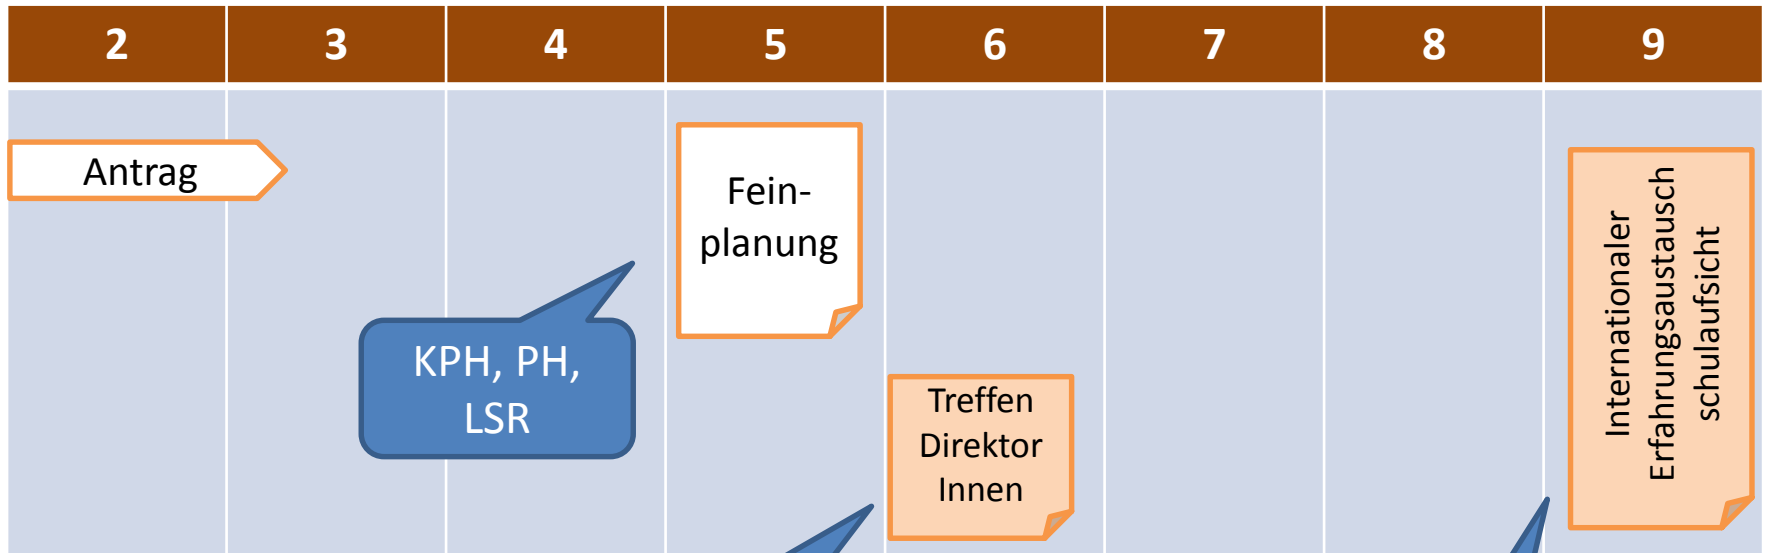 2 3 4 5 6 7 8 9
Antrag
Fein-
planung
KPH, PH,
LSR
Treffen
Direktor
Innen
Internationaler
Erfahrungsaustausch
schulaufsicht